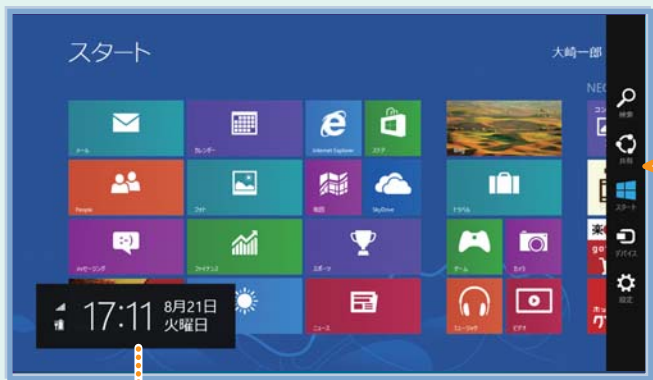 スタート
大崎一郎
NEC
検索
共有
スタート
デバイス
設定
メール
カレンダー
Internet Explorer
ストア
People
フォト
地図
SkyDrive
トラベル
メッセージング
ファイナンス
スポーツ
ゲーム
カメラ
ニュース
ミュージック
ビデオ
17:11
8月21日
火曜日